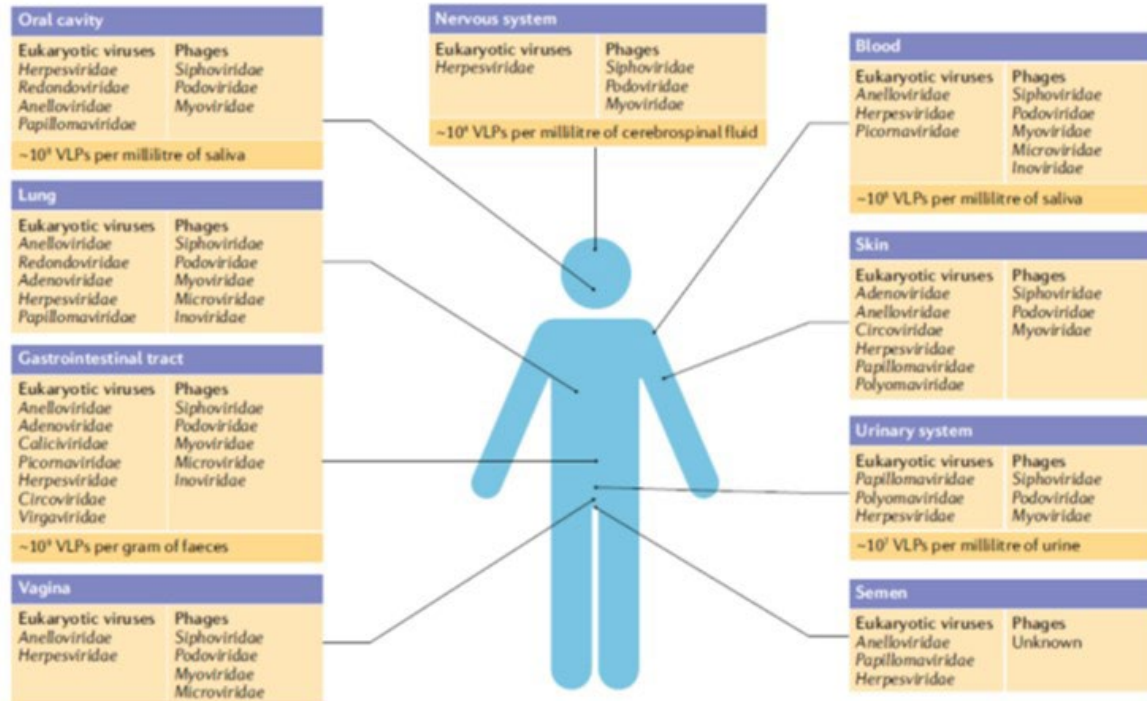 Oral cavity
Eukaryotic viruses Phages
Herpesviridae Siphoviridae
Redondoviridae Podoviridae
Anelloviridae Myoviridae
Papillomaviridae
~10⁸ VLPs per millilitre of saliva
Nervous system
Eukaryotic viruses Phages
Herpesviridae Siphoviridae
Podoviridae
Myoviridae
~10⁴ VLPs per millilitre of cerebrospinal fluid
Blood
Eukaryotic viruses Phages
Anelloviridae Siphoviridae
Herpesviridae Podoviridae
Picornaviridae Myoviridae
Microviridae
Inoviridae
~10⁵ VLPs per millilitre of saliva
Lung
Eukaryotic viruses Phages
Anelloviridae Siphoviridae
Redondoviridae Podoviridae
Adenoviridae Myoviridae
Herpesviridae Microviridae
Papillomaviridae Inoviridae
Skin
Eukaryotic viruses Phages
Adenoviridae Siphoviridae
Anelloviridae Podoviridae
Circoviridae Myoviridae
Herpesviridae
Papillomaviridae
Polyomaviridae
Gastrointestinal tract
Eukaryotic viruses Phages
Anelloviridae Siphoviridae
Adenoviridae Podoviridae
Caliciviridae Myoviridae
Picornaviridae Microviridae
Herpesviridae Inoviridae
Circoviridae
Virgaviridae
~10⁹ VLPs per gram of faeces
Urinary system
Eukaryotic viruses Phages
Papillomaviridae Siphoviridae
Polyomaviridae Podoviridae
Herpesviridae Myoviridae
~10⁷ VLPs per millilitre of urine
Vagina
Eukaryotic viruses Phages
Anelloviridae Siphoviridae
Herpesviridae Podoviridae
Myoviridae
Microviridae
Semen
Eukaryotic viruses Phages
Anelloviridae Unknown
Papillomaviridae
Herpesviridae